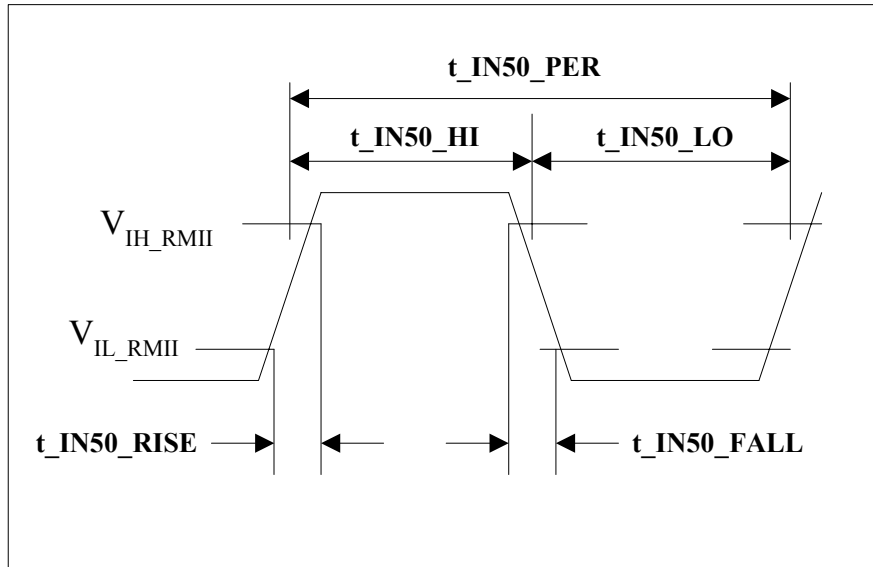 t_IN50_PER
t_IN50_HI
t_IN50_LO
V_IH_RMII
V_IL_RMII
t_IN50_RISE
t_IN50_FALL